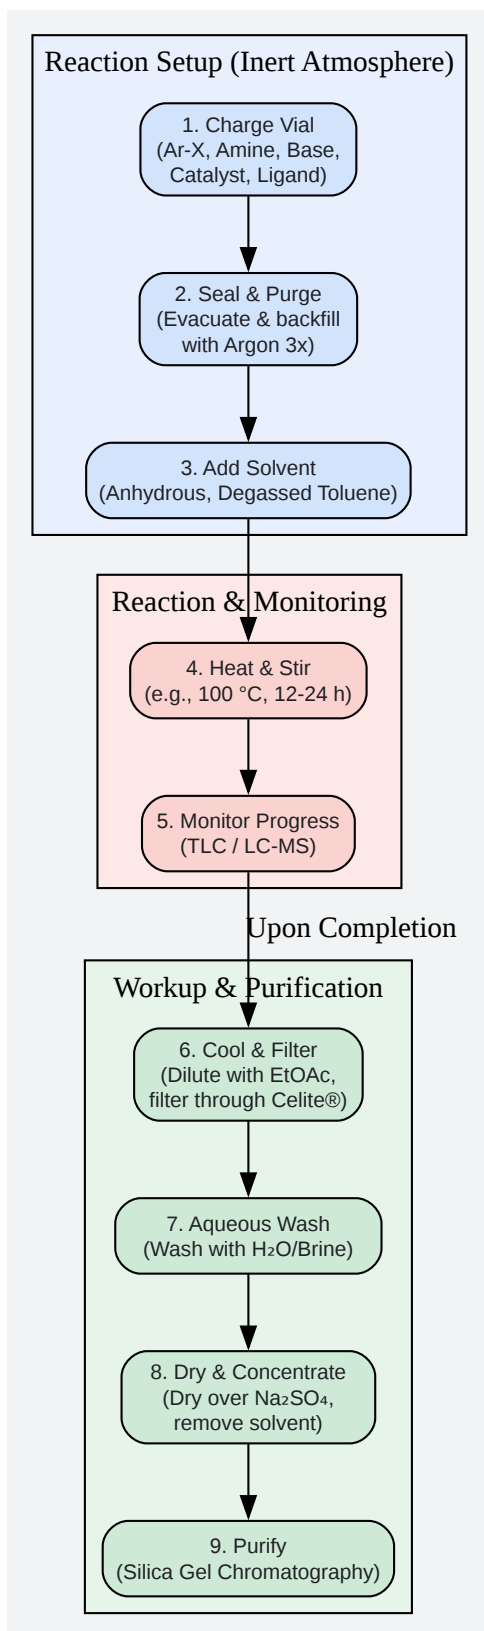 Reaction Setup (Inert Atmosphere)
1. Charge Vial
(Ar-X, Amine, Base,
Catalyst, Ligand)
2. Seal & Purge
(Evacuate & backfill
with Argon 3x)
3. Add Solvent
(Anhydrous, Degassed Toluene)
Reaction & Monitoring
4. Heat & Stir
(e.g., 100 °C, 12-24 h)
5. Monitor Progress
(TLC / LC-MS)
Upon Completion
Workup & Purification
6. Cool & Filter
(Dilute with EtOAc,
filter through Celite®)
7. Aqueous Wash
(Wash with H₂O/Brine)
8. Dry & Concentrate
(Dry over Na₂SO₄,
remove solvent)
9. Purify
(Silica Gel Chromatography)